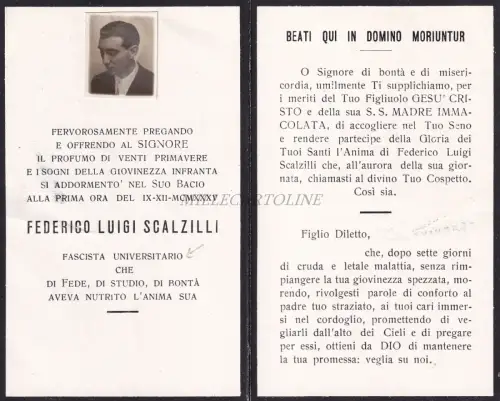 FERVOROSAMENTE PREGANDO
E OFFRENDO AL SIGNORE
IL PROFUMO DI VENTI PRIMAVERE
E I SOGNI DELLA GIOVINEZZA INFRANTA
SI ADDORMENTO' NEL SUO BACIO
ALLA PRIMA ORA DEL IX-XII-MCMXXXV
FEDERICO LUIGI SCALZILLI
FASCISTA UNIVERSITARIO
CHE
DI FEDE, DI STUDIO, DI BONTÀ
AVEVA NUTRITO L'ANIMA SUA
MILLECARTOLINE
BEATI QUI IN DOMINO MORIUNTUR
O Signore di bontà e di miseri-
cordia, umilmente Ti supplichiamo, per
i meriti del Tuo Figliuolo GESU' CRI-
STO e della sua S. S. MADRE IMMA-
COLATA, di accogliere nel Tuo Seno
e rendere partecipe della Gloria dei
Tuoi Santi l'Anima di Federico Luigi
Scalzilli che, all'aurora della sua gior-
nata, chiamasti al divino Tuo Cospetto.
Così sia.
Figlio Diletto,
che, dopo sette giorni
di cruda e letale malattia, senza rim-
piangere la tua giovinezza spezzata, mo-
rendo, rivolgesti parole di conforto al
padre tuo straziato, ai tuoi cari immer-
si nel cordoglio, promettendo di ve-
gliarli dall'alto dei Cieli e di pregare
per essi, ottieni da DIO di mantenere
la tua promessa: veglia su noi.